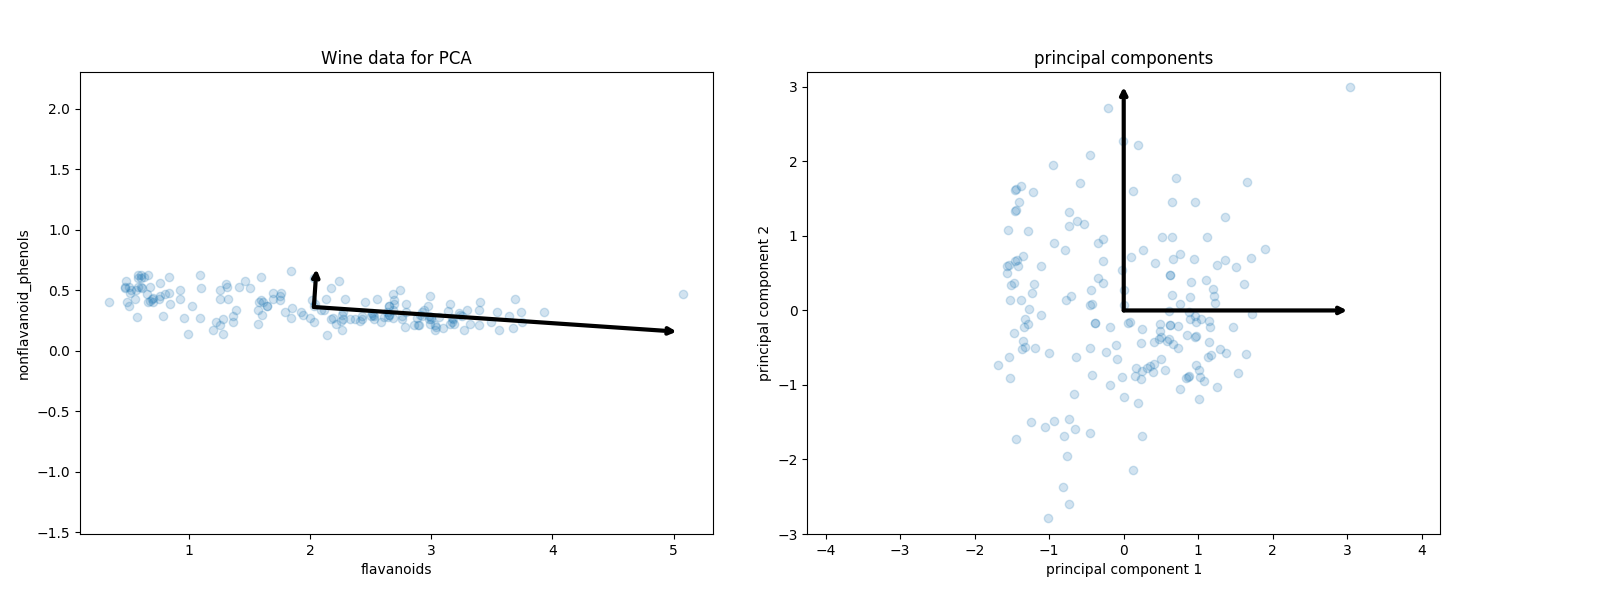 Wine data for PCA
2.0
1.5
1.0
0.5
0.0
−0.5
−1.0
−1.5
nonflavanoid_phenols
1 2 3 4 5
flavanoids
principal components
3
2
1
0
−1
−2
−3
principal component 2
−4 −3 −2 −1 0 1 2 3 4
principal component 1